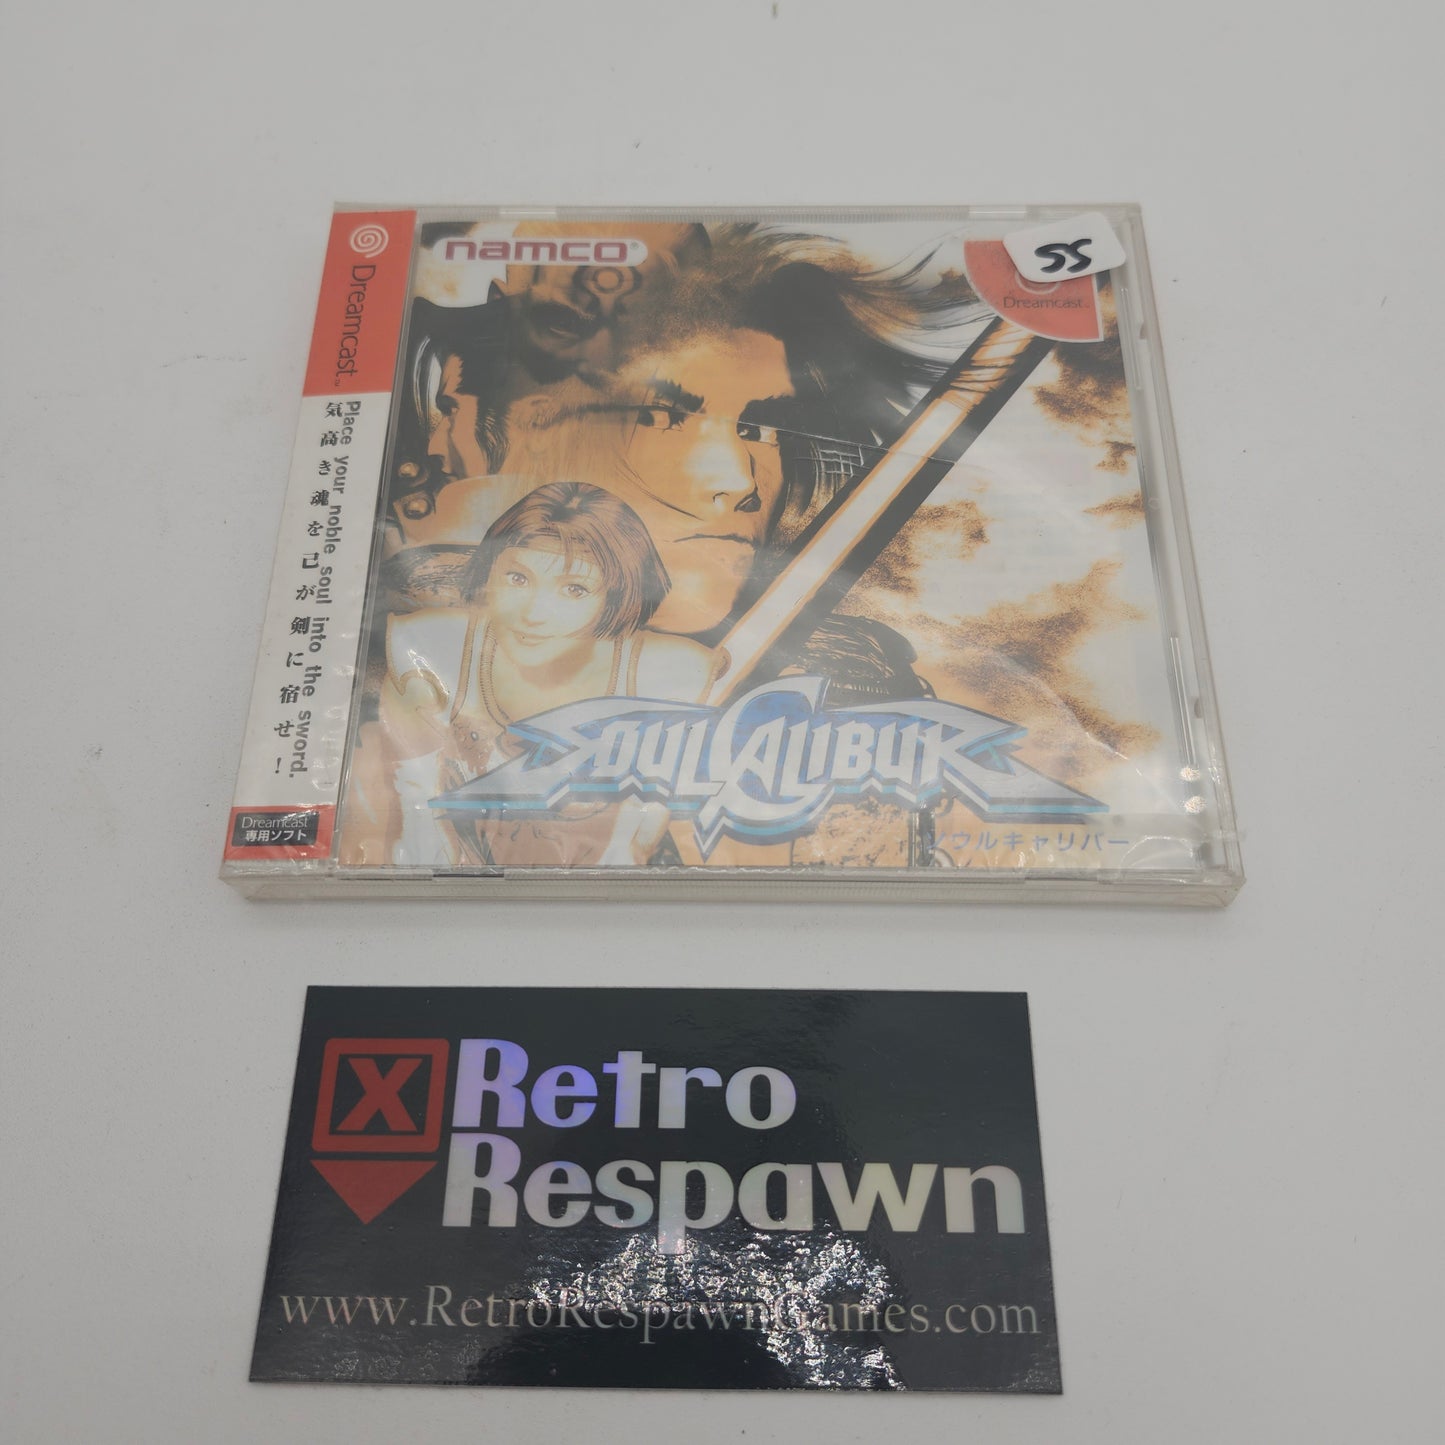 namco®
55
Dreamcast™
Dreamcast™
Place your noble soul into the sword.
気高き魂を己が剣に宿せ!
SOULCALIBUR
ソウルキャリバー
Dreamcast
専用ソフト
X
Retro
Respawn
www.RetroRespawnGames.com